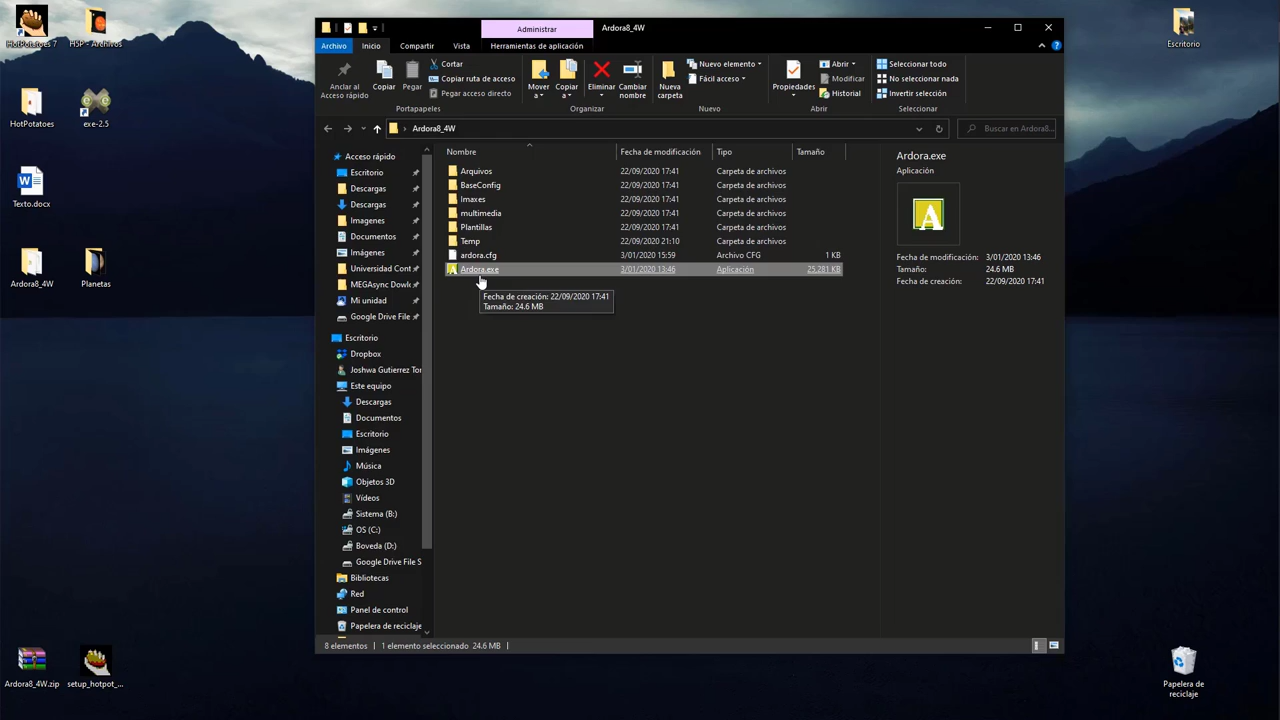 HotPotatoes 7
H5P - Archivos
HotPotatoes
exe-2.5
Texto.docx
Ardora8_4W
Planetas
Ardora8_4W.zip
setup_hotpot_...
Escritorio
Papelera de
reciclaje
Administrar
Ardora8_4W
Archivo
Inicio
Compartir
Vista
Herramientas de aplicación
Anclar al
Acceso rápido
Copiar
Pegar
Cortar
Copiar ruta de acceso
Pegar acceso directo
Portapapeles
Mover
a
Copiar
a
Eliminar
Cambiar
nombre
Organizar
Nueva
carpeta
Nuevo elemento
Fácil acceso
Nuevo
Propiedades
Abrir
Modificar
Historial
Abrir
Seleccionar todo
No seleccionar nada
Invertir selección
Seleccionar
Ardora8_4W
Buscar en Ardora8...
Acceso rápido
Escritorio
Descargas
Descargas
Imagenes
Documentos
Imágenes
Universidad Cont
MEGAsync Dowl
Mi unidad
Google Drive File
Escritorio
Dropbox
Joshwa Gutierrez Tor
Este equipo
Descargas
Documentos
Escritorio
Imágenes
Música
Objetos 3D
Vídeos
Sistema (B:)
OS (C:)
Boveda (D:)
Google Drive File S
Bibliotecas
Red
Panel de control
Papelera de reciclaje
Nombre Fecha de modificación Tipo Tamaño
Arquivos 22/09/2020 17:41 Carpeta de archivos
BaseConfig 22/09/2020 17:41 Carpeta de archivos
Imaxes 22/09/2020 17:41 Carpeta de archivos
multimedia 22/09/2020 17:41 Carpeta de archivos
Plantillas 22/09/2020 17:41 Carpeta de archivos
Temp 22/09/2020 21:10 Carpeta de archivos
ardora.cfg 3/01/2020 15:59 Archivo CFG 1 KB
Ardora.exe 3/01/2020 13:46 Aplicación 25,281 KB
Fecha de creación: 22/09/2020 17:41
Tamaño: 24.6 MB
Ardora.exe
Aplicación
A
Fecha de modificación: 3/01/2020 13:46
Tamaño: 24.6 MB
Fecha de creación: 22/09/2020 17:41
8 elementos 1 elemento seleccionado 24.6 MB